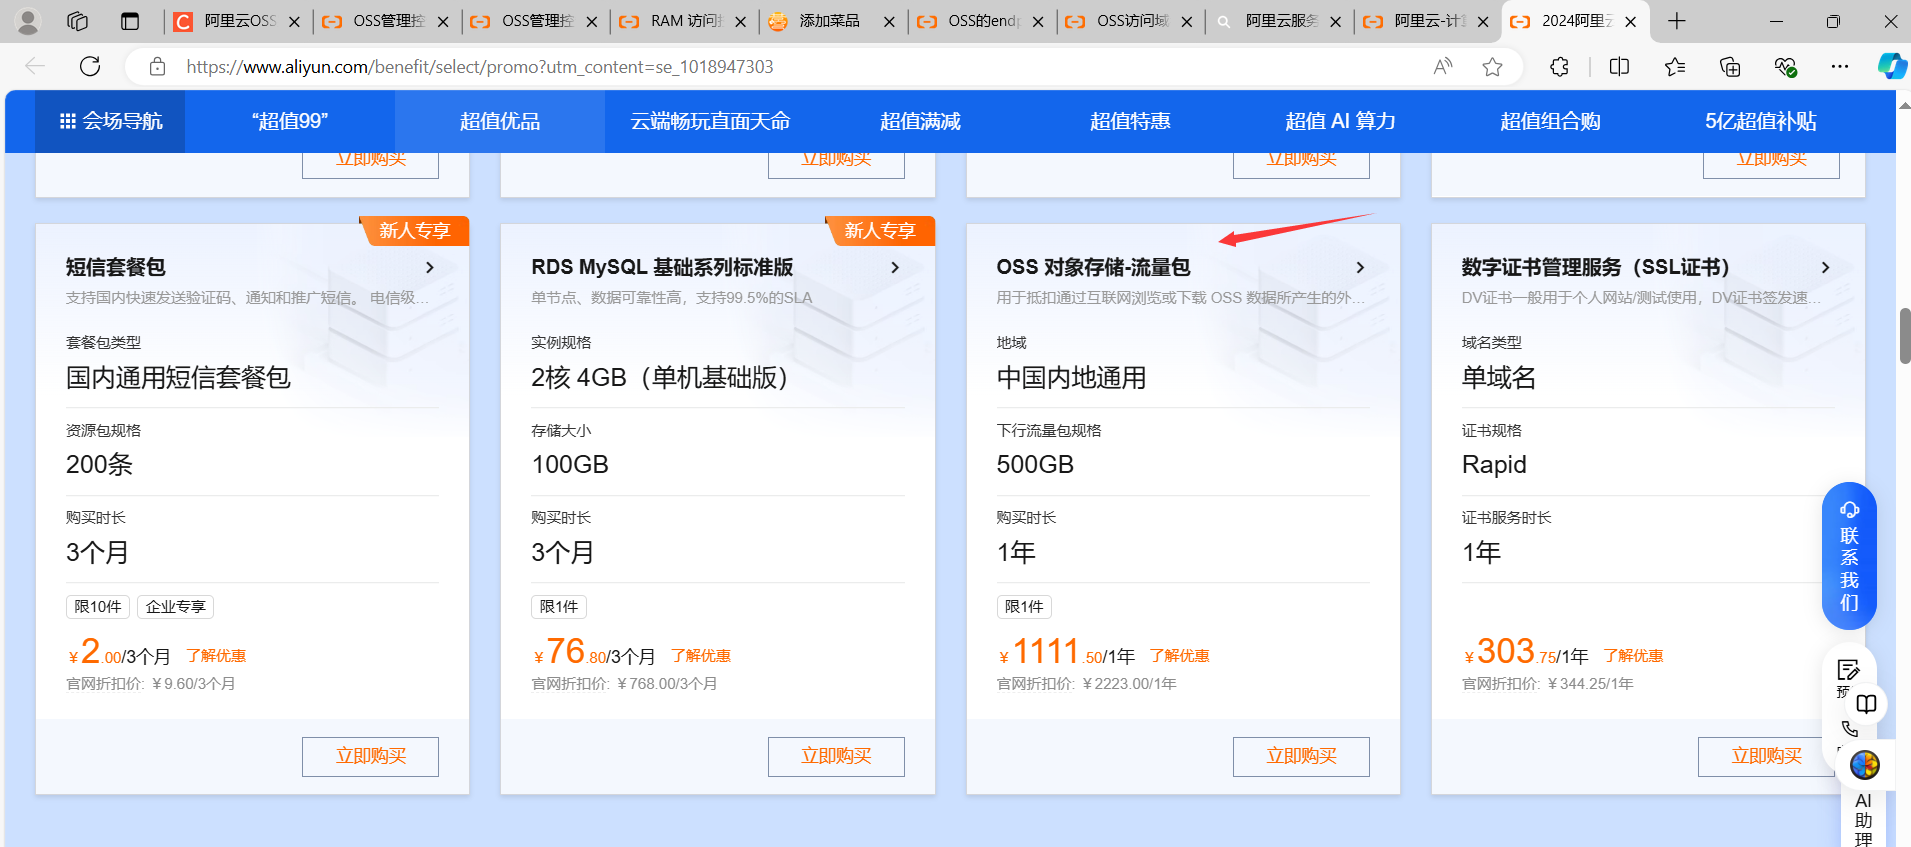 阿里云OSS
OSS管理控
OSS管理控
RAM 访问
添加菜品
OSS的endp
OSS访问域
阿里云服务
阿里云-计算
2024阿里云
https://www.aliyun.com/benefit/select/promo?utm_content=se_1018947303
会场导航
“超值99”
超值优品
云端畅玩直面天命
超值满减
超值特惠
超值 AI 算力
超值组合购
5亿超值补贴
立即购买
立即购买
立即购买
立即购买
新人专享
短信套餐包
支持国内快速发送验证码、通知和推广短信。 电信级...
套餐包类型
国内通用短信套餐包
资源包规格
200条
购买时长
3个月
限10件 企业专享
¥2.00/3个月 了解优惠
官网折扣价: ¥9.60/3个月
立即购买
新人专享
RDS MySQL 基础系列标准版
单节点、数据可靠性高，支持99.5%的SLA
实例规格
2核 4GB（单机基础版）
存储大小
100GB
购买时长
3个月
限1件
¥76.80/3个月 了解优惠
官网折扣价: ¥768.00/3个月
立即购买
OSS 对象存储-流量包
用于抵扣通过互联网浏览或下载 OSS 数据所产生的外...
地域
中国内地通用
下行流量包规格
500GB
购买时长
1年
限1件
¥1111.50/1年 了解优惠
官网折扣价: ¥2223.00/1年
立即购买
数字证书管理服务（SSL证书）
DV证书一般用于个人网站/测试使用，DV证书签发速...
域名类型
单域名
证书规格
Rapid
证书服务时长
1年
¥303.75/1年 了解优惠
官网折扣价: ¥344.25/1年
立即购买
联
系
我
们
预
AI
助
理